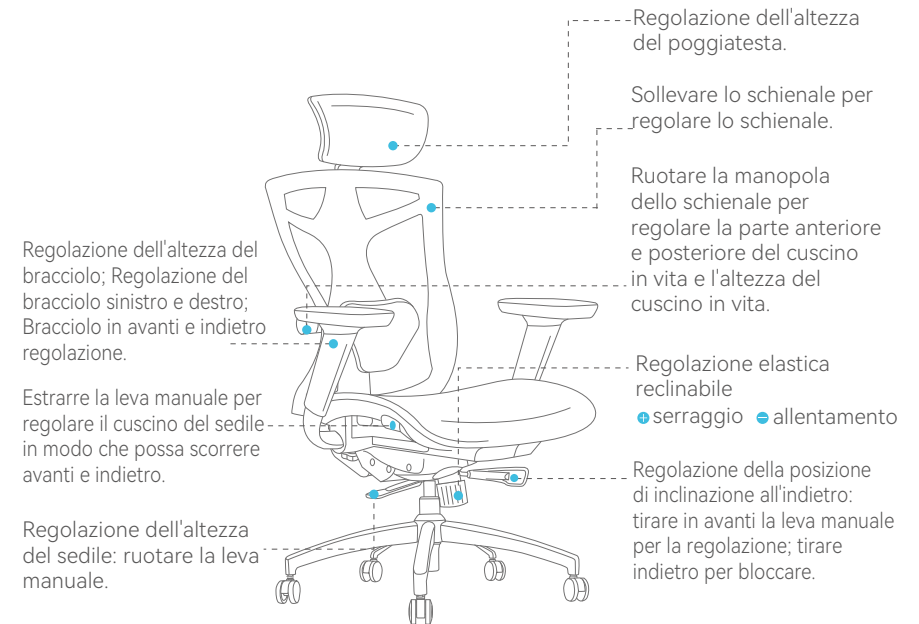 Regolazione dell'altezza
del poggiatesta.
Sollevare lo schienale per
regolare lo schienale.
Ruotare la manopola
dello schienale per
regolare la parte anteriore
e posteriore del cuscino
in vita e l'altezza del
cuscino in vita.
Regolazione dell'altezza del
bracciolo; Regolazione del
bracciolo sinistro e destro;
Bracciolo in avanti e indietro
regolazione.
Regolazione elastica
reclinabile
serraggio allentamento
Estrarre la leva manuale per
regolare il cuscino del sedile
in modo che possa scorrere
avanti e indietro.
Regolazione della posizione
di inclinazione all'indietro:
tirare in avanti la leva manuale
per la regolazione; tirare
indietro per bloccare.
Regolazione dell'altezza
del sedile: ruotare la leva
manuale.